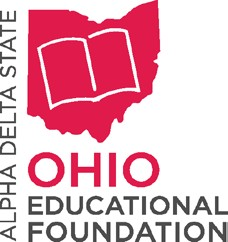 ALPHA DELTA STATE
OHIO
EDUCATIONAL
FOUNDATION